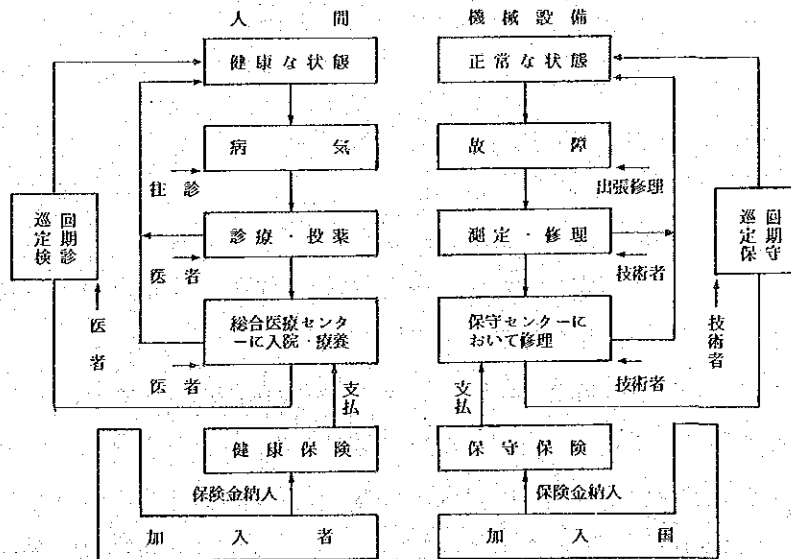 人間
健康な状態
病気
往診
診療・投薬
医者
総合医療センタ
ーに入院・療養
医者
巡回
定期
検診
医者
支払
健康保険
保険金納入
加入者
機械設備
正常な状態
故障
出張修理
測定・修理
技術者
保守センターに
おいて修理
技術者
巡回
定期
保守
技術者
支払
保守保険
保険金納入
加入国